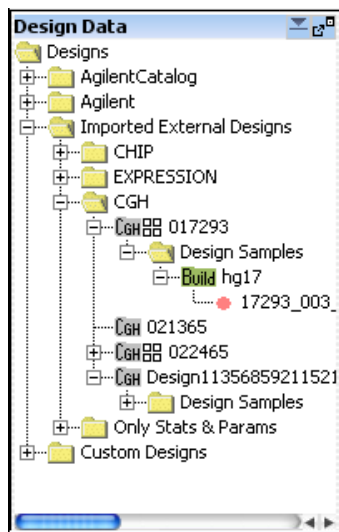 Design Data
Designs
AgilentCatalog
Agilent
Imported External Designs
CHIP
EXPRESSION
CGH
CGH 017293
Design Samples
Build hg17
17293_003_
CGH 021365
CGH 022465
CGH Design11356859211521
Design Samples
Only Stats & Params
Custom Designs